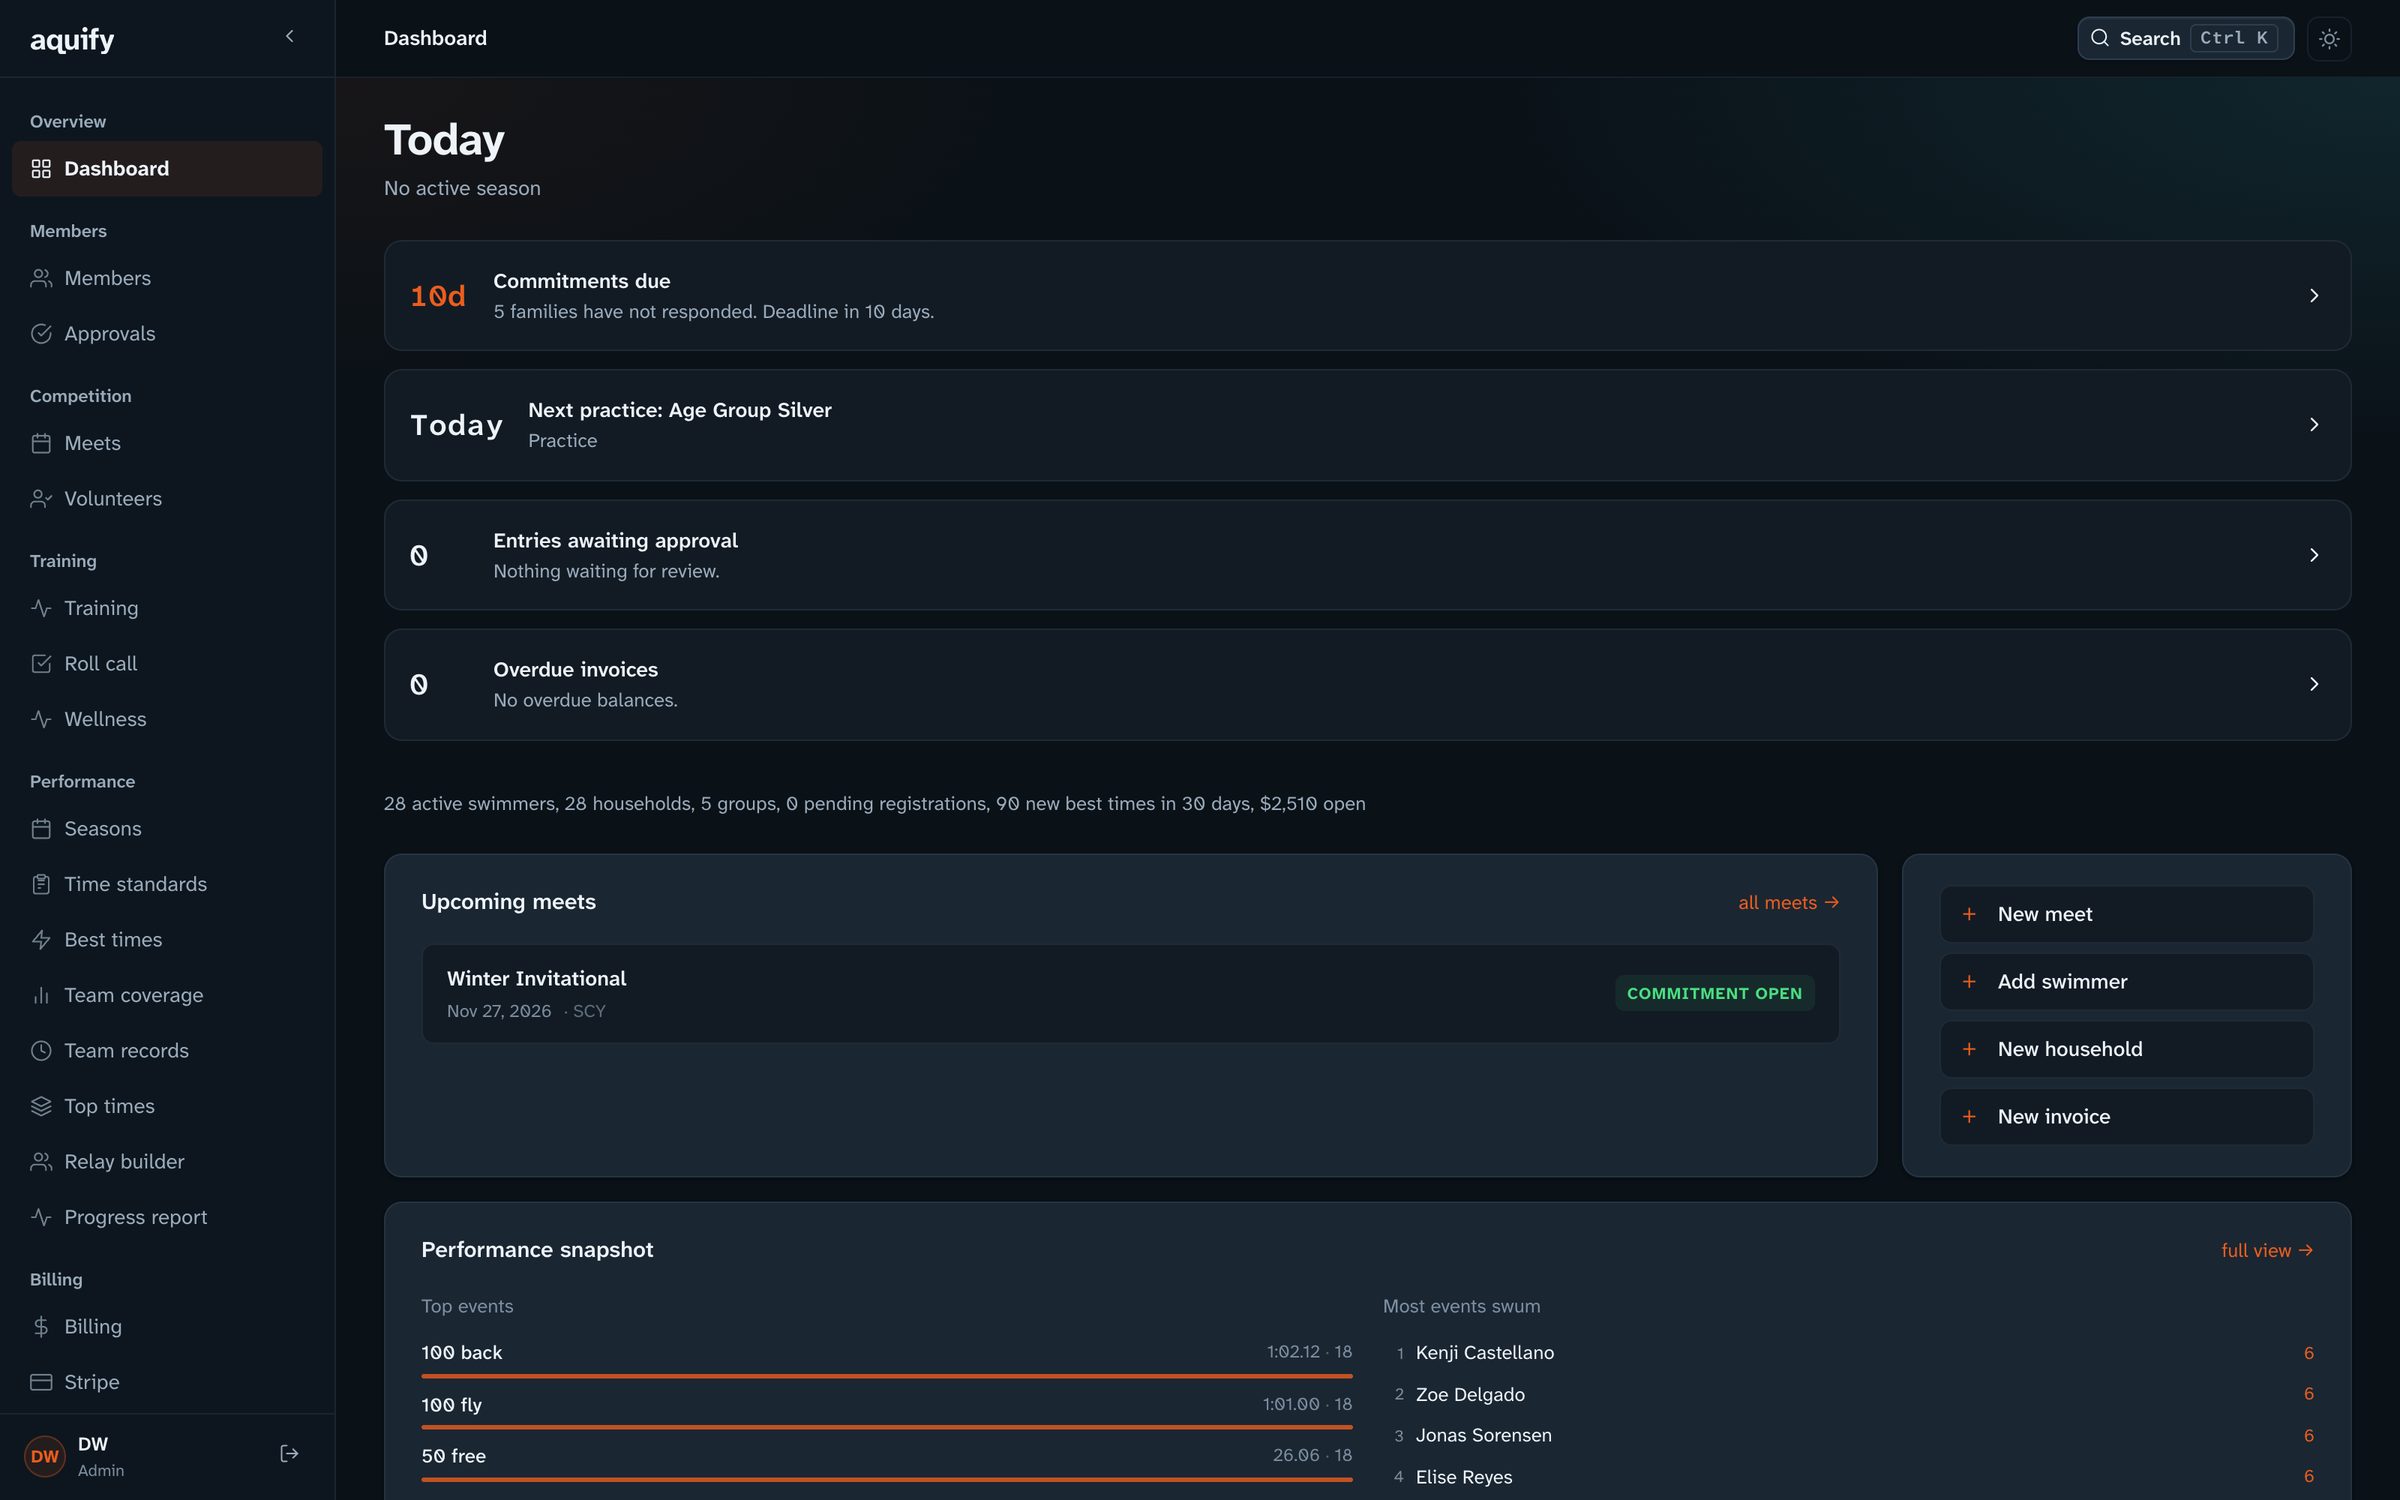 aquify
Dashboard
Search Ctrl K
Overview
Dashboard
Members
Members
Approvals
Competition
Meets
Volunteers
Training
Training
Roll call
Wellness
Performance
Seasons
Time standards
Best times
Team coverage
Team records
Top times
Relay builder
Progress report
Billing
Billing
Stripe
DW
DW
Admin
Today
No active season
10d
Commitments due
5 families have not responded. Deadline in 10 days.
Today
Next practice: Age Group Silver
Practice
0
Entries awaiting approval
Nothing waiting for review.
0
Overdue invoices
No overdue balances.
28 active swimmers, 28 households, 5 groups, 0 pending registrations, 90 new best times in 30 days, $2,510 open
Upcoming meets
all meets →
Winter Invitational
Nov 27, 2026 · SCY
COMMITMENT OPEN
+ New meet
+ Add swimmer
+ New household
+ New invoice
Performance snapshot
full view →
Top events
100 back 1:02.12 · 18
100 fly 1:01.00 · 18
50 free 26.06 · 18
Most events swum
1 Kenji Castellano 6
2 Zoe Delgado 6
3 Jonas Sorensen 6
4 Elise Reyes 6